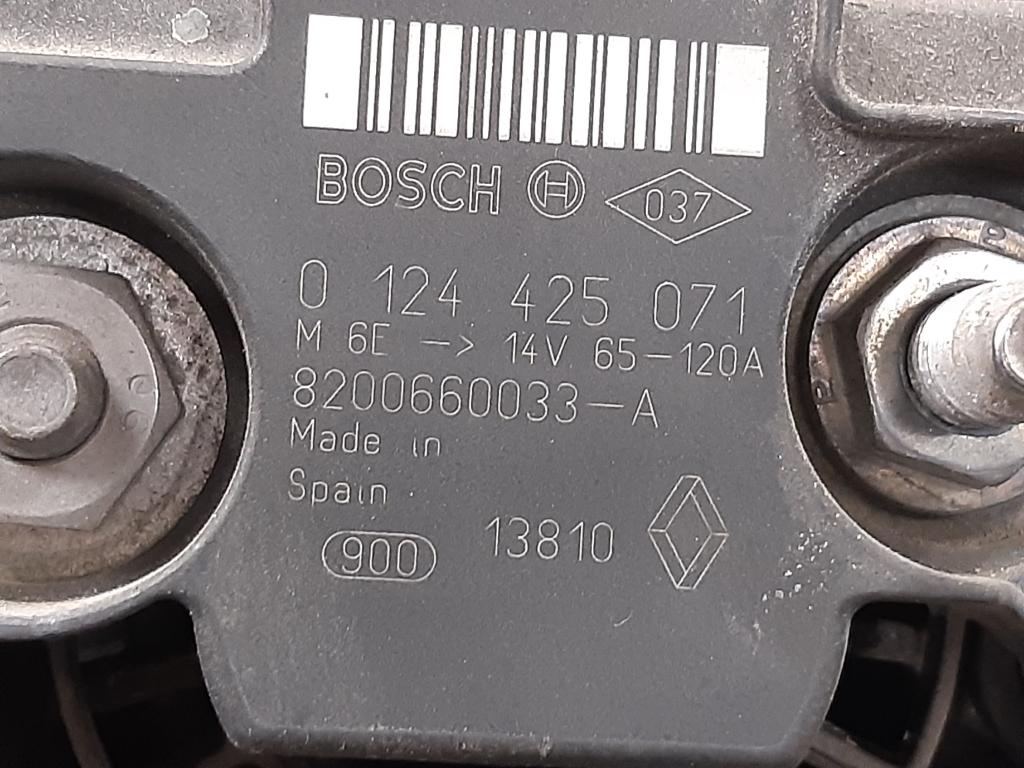 BOSCH H 037
0 124 425 071
M 6E -> 14V 65-120A
8200660033-A
Made in
Spain
900 13810